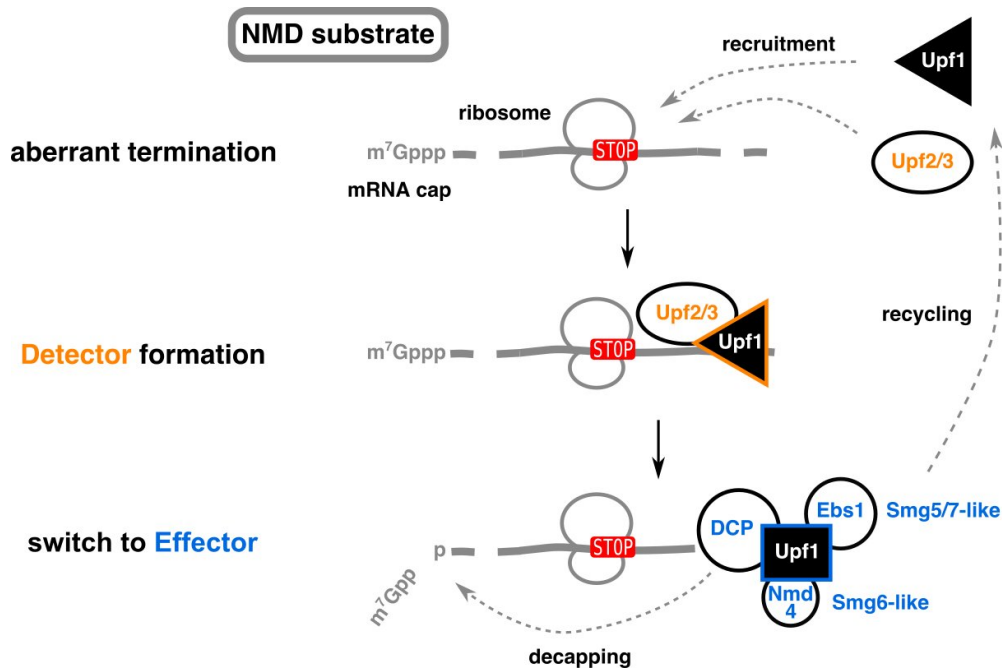 NMD substrate
recruitment
Upf1
ribosome
aberrant termination
m⁷Gppp
STOP
Upf2/3
mRNA cap
Upf2/3
recycling
Detector formation
m⁷Gppp
STOP
Upf1
DCP
Ebs1
Smg5/7-like
switch to Effector
p
STOP
Upf1
m⁷Gpp
Nmd
4
Smg6-like
decapping